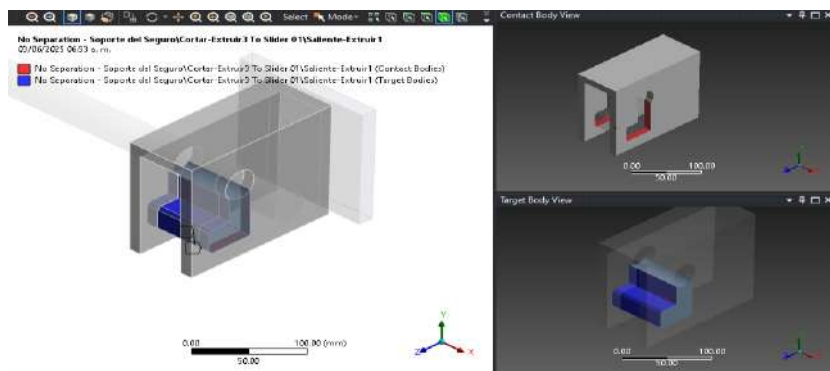 Select Mode
No Separation - Soporte del Seguro\Cortar-Extruir3 To Slider 01\Saliente-Extruir1
03/06/2025 06:53 a. m.
No Separation - Soporte del Seguro\Cortar-Extruir3 To Slider 01\Saliente-Extruir1 (Contact Bodies)
No Separation - Soporte del Seguro\Cortar-Extruir3 To Slider 01\Saliente-Extruir1 (Target Bodies)
0.00 100.00 (mm)
50.00
Y
Z X
Contact Body View
0.00 100.00
50.00
Target Body View
0.00 100.00
50.00